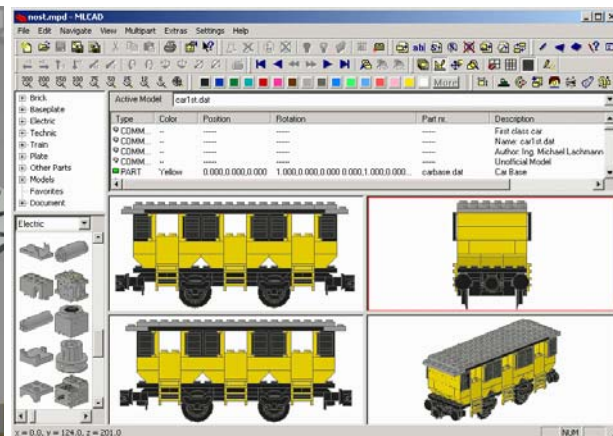 nost.mpd - MLCAD
File Edit Navigate View Multipart Extras Settings Help
More
Brick
Baseplate
Electric
Technic
Train
Plate
Other Parts
Models
Favorites
Document
Active Model car1st.dat
Type Color Position Rotation Part nr. Description
COMM... -- ----- ----- ----- First class car
COMM... -- ----- ----- ----- Name: car1st.dat
COMM... -- ----- ----- ----- Author: Ing. Michael Lachmann
COMM... -- ----- ----- ----- Unofficial Model
PART Yellow 0.000,0.000,0.000 1.000,0.000,0.000 0.000,1.000,0.000... carbase.dat Car Base
Electric
x = 0.0, y = 124.0, z = 201.0
NUM